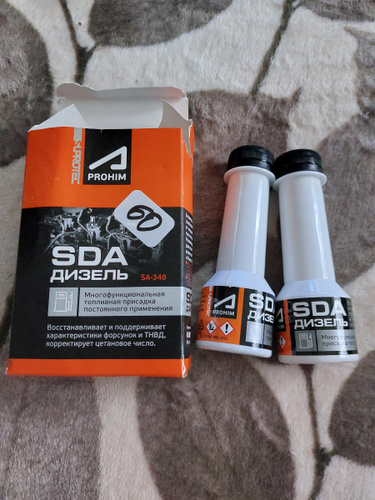 SUPROTEC
A
PROHIM
60
SDA
ДИЗЕЛЬ
SA-348
Многофункциональная
топливная присадка
постоянного применения
Восстанавливает и поддерживает
характеристики форсунок и ТНВД,
корректирует цетановое число.
PROHIM
SDA
ДИЗЕЛЬ
SDA
ДИЗЕЛЬ